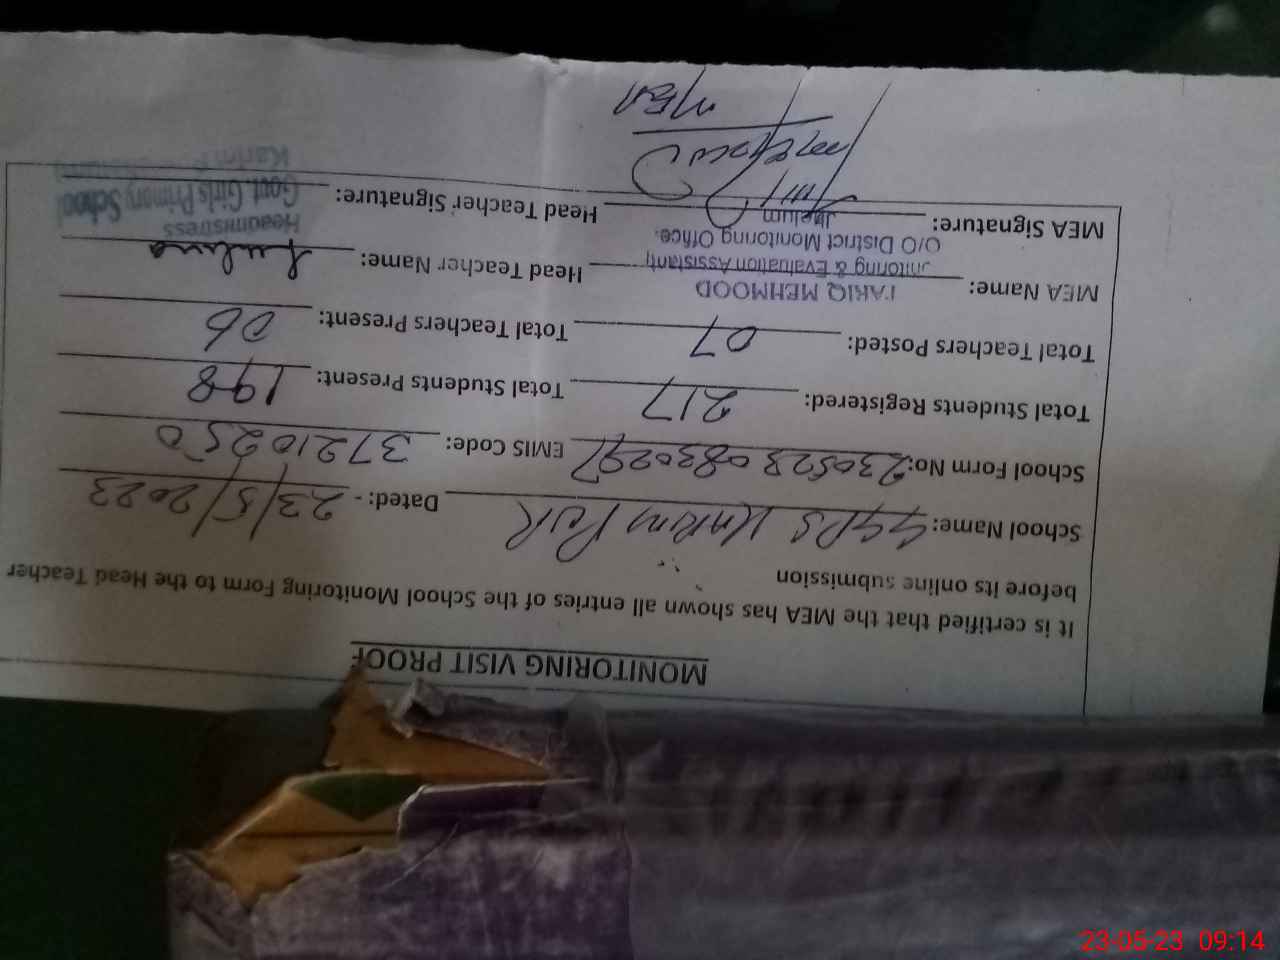 MONITORING VISIT PROOF
It is certified that the MEA has shown all entries of the School Monitoring Form to the Head Teacher
before its online submission
School Name: GGPS KARIM PUR Dated: - 23/5/2023
School Form No: 2305230830297 EMIS Code: 37210250
Total Students Registered: 217 Total Students Present: 198
Total Teachers Posted: 07 Total Teachers Present: 06
MEA Name: TARIQ MEHMOOD Head Teacher Name:
Monitoring & Evaluation Assistant
O/O District Monitoring Office.
Jhelum
Headmistress
MEA Signature: Head Teacher Signature:
Govt. Girls Primary School
Karim
MEA
23-05-23 09:14